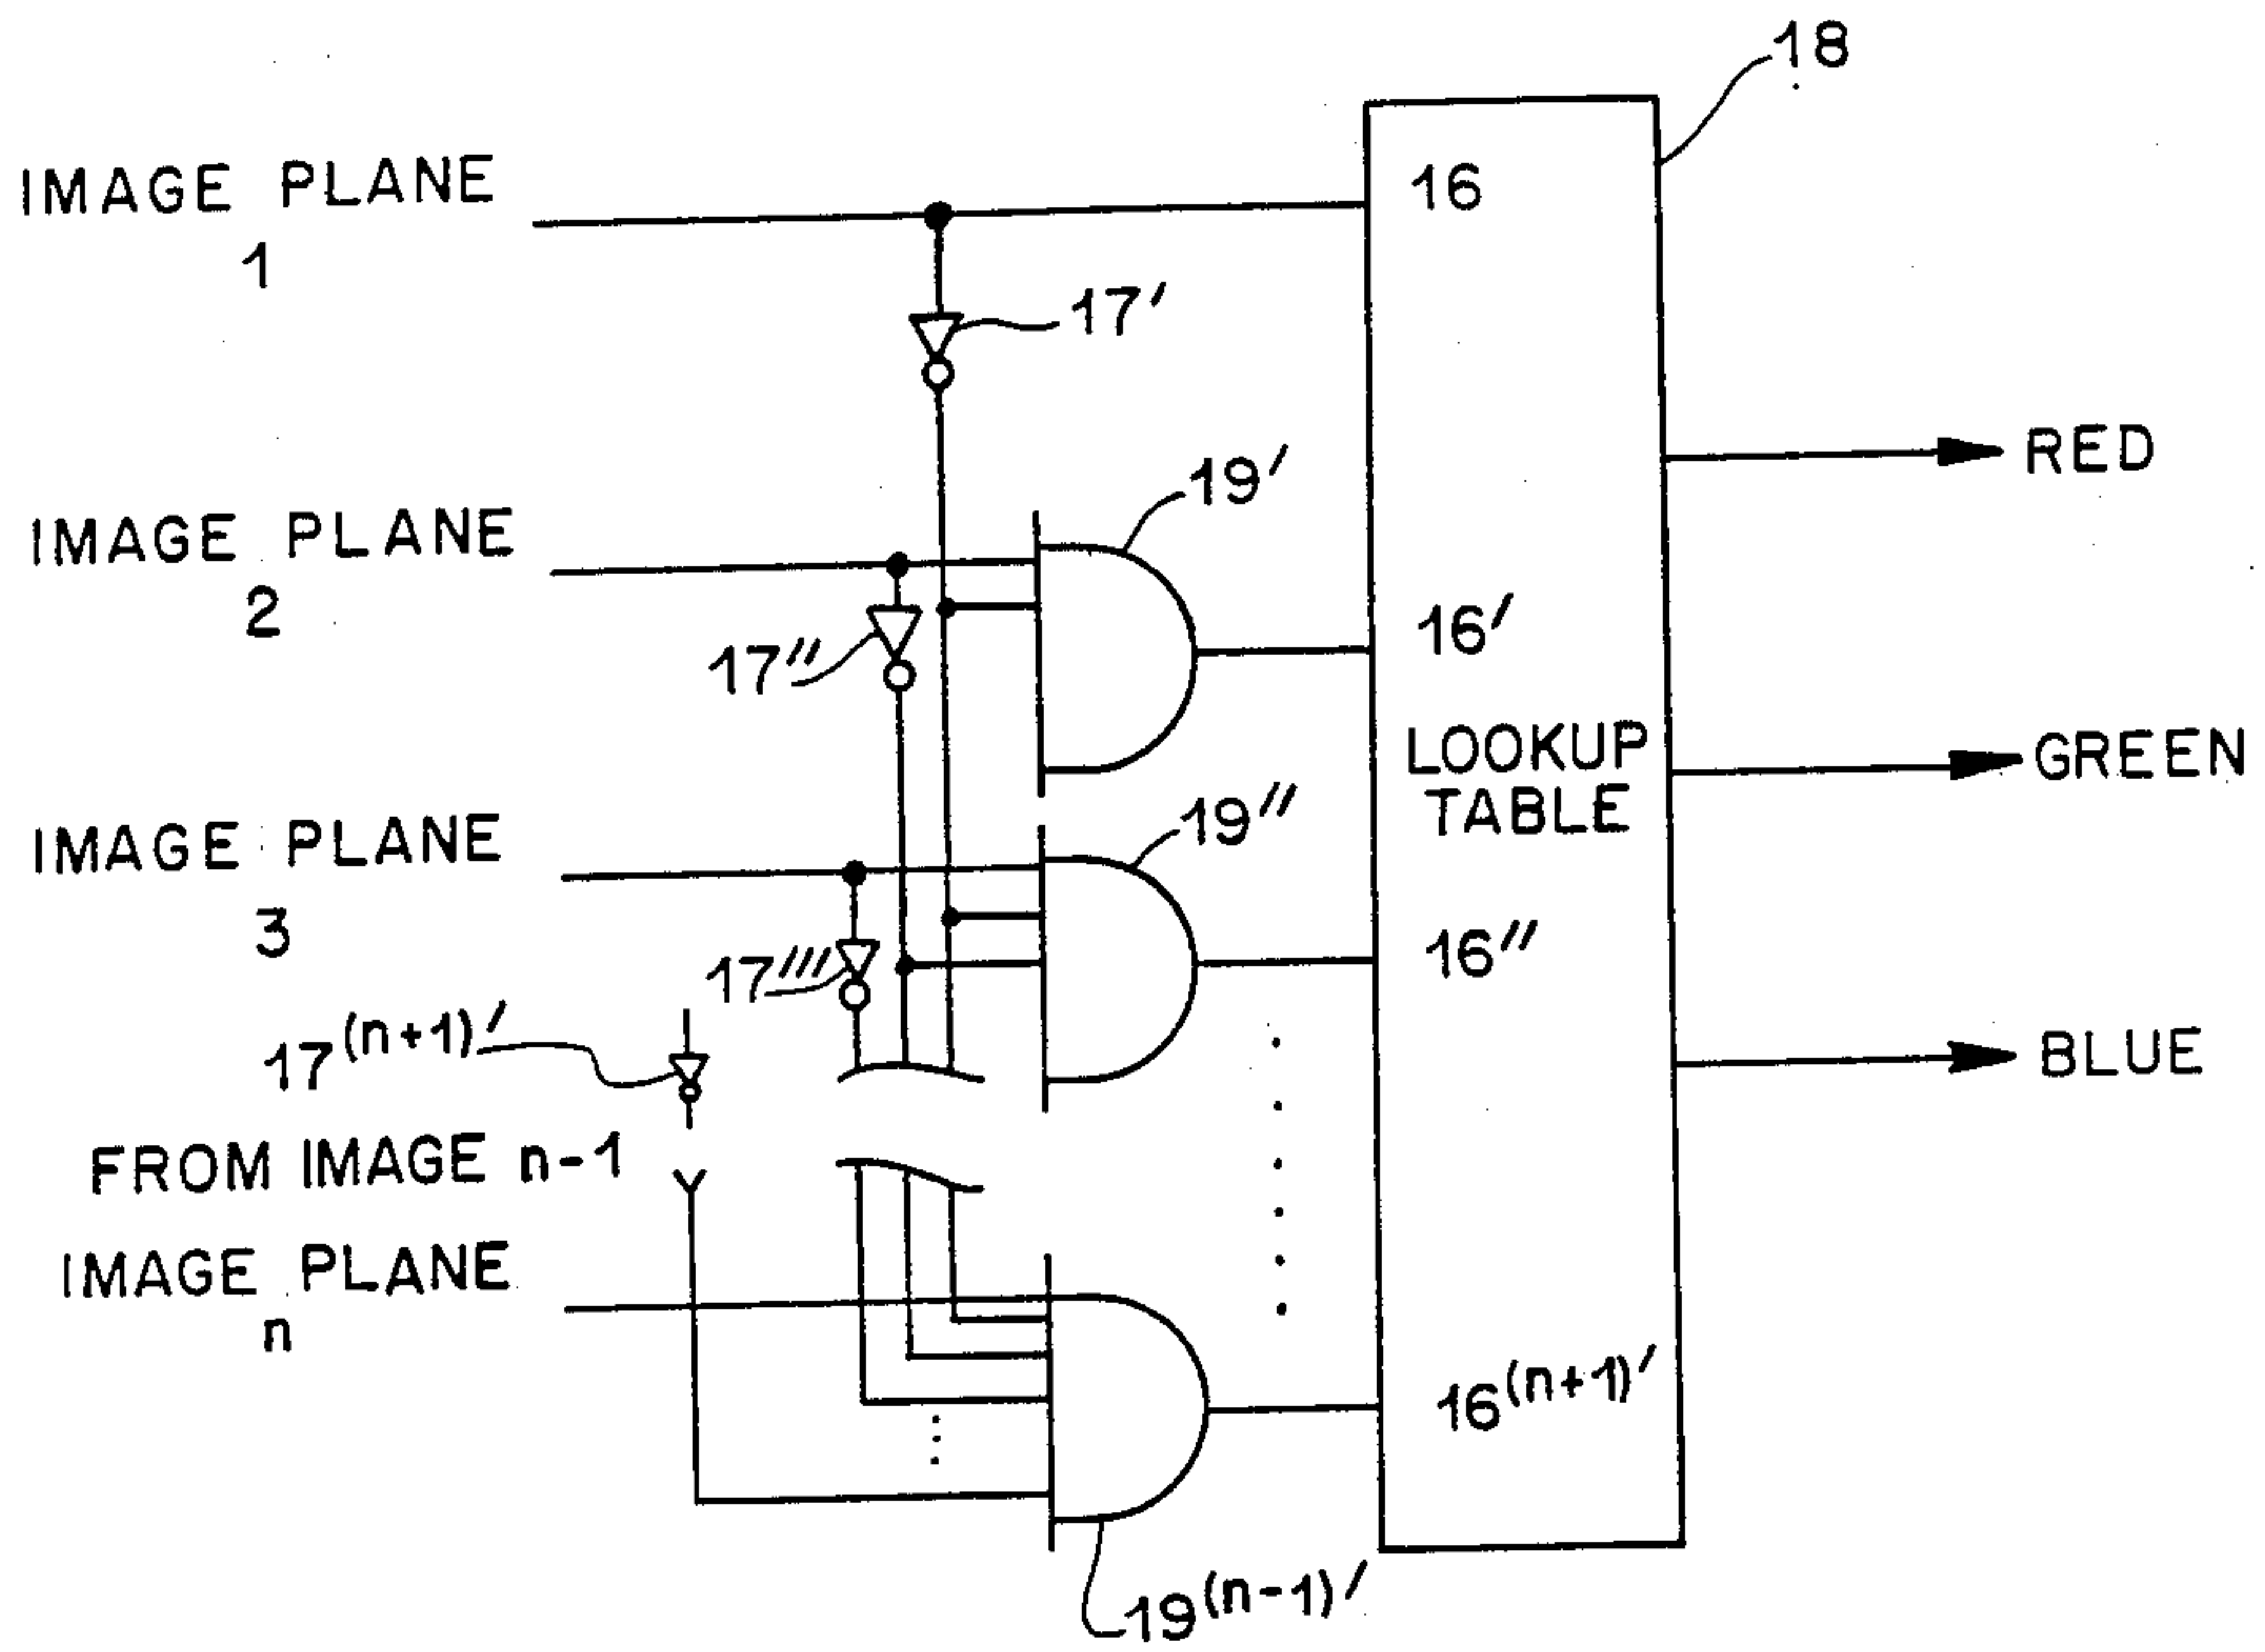 18
IMAGE PLANE
1
16
17′
RED
19′
IMAGE PLANE
2
17″
16′
LOOKUP
TABLE
GREEN
19″
IMAGE PLANE
3
17‴
16″
17(n+1)′
BLUE
FROM IMAGE n-1
IMAGE PLANE
n
16(n+1)′
19(n-1)′